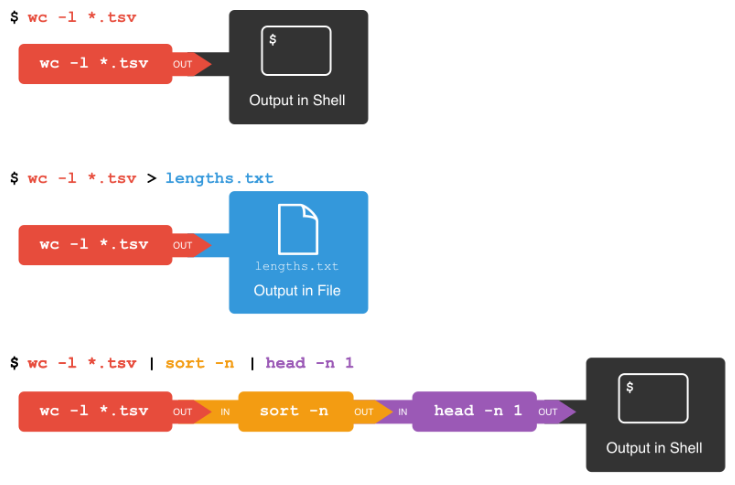 $ wc -l *.tsv
wc -l *.tsv OUT
$
Output in Shell
$ wc -l *.tsv > lengths.txt
wc -l *.tsv OUT
lengths.txt
Output in File
$ wc -l *.tsv | sort -n | head -n 1
wc -l *.tsv OUT IN sort -n OUT IN head -n 1 OUT
$
Output in Shell